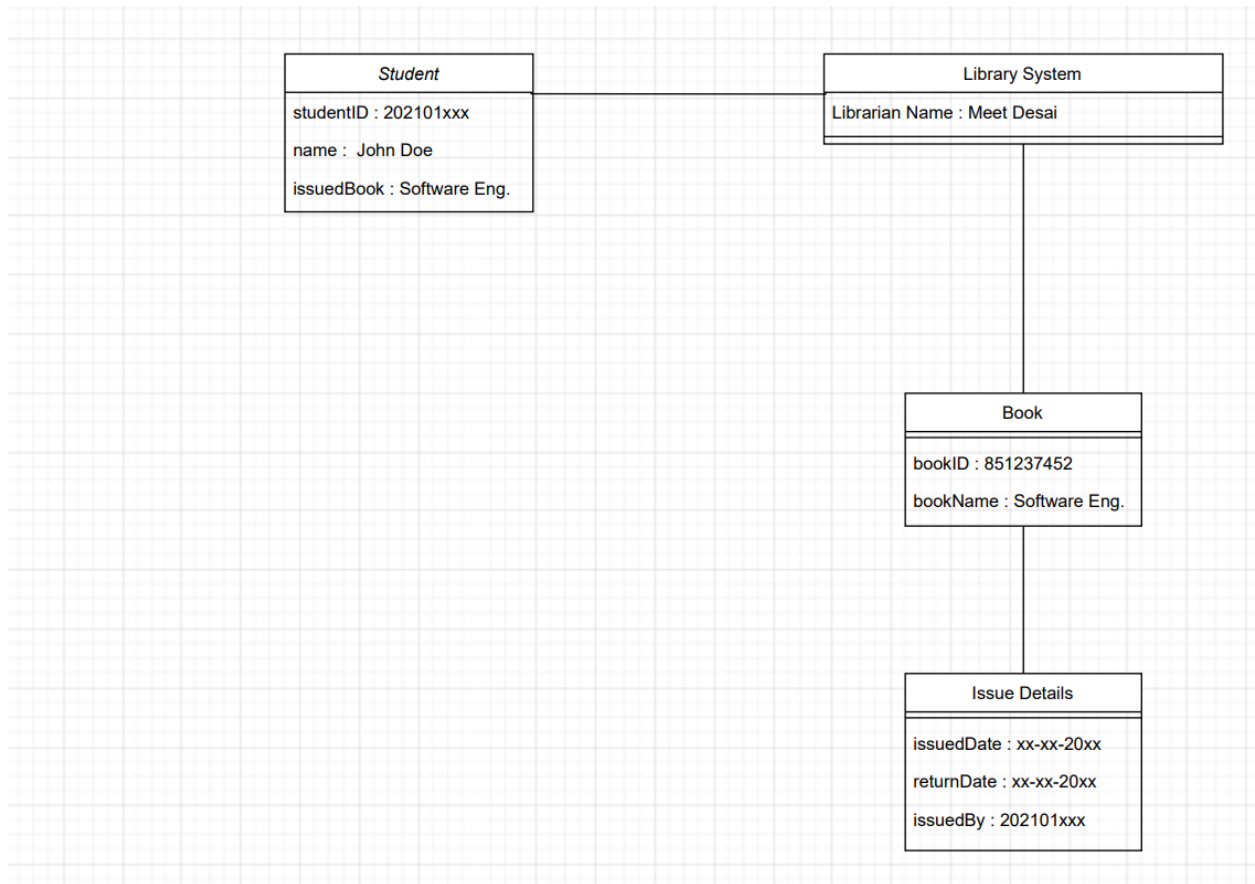 Student
studentID : 202101xxx
name :  John Doe
issuedBook : Software Eng.
Library System
Librarian Name : Meet Desai
Book
bookID : 851237452
bookName : Software Eng.
Issue Details
issuedDate : xx-xx-20xx
returnDate : xx-xx-20xx
issuedBy : 202101xxx